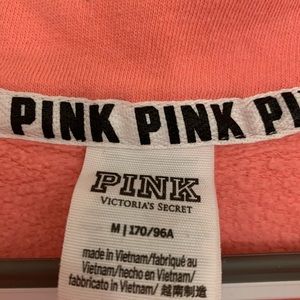 PINK PINK PI
PINK
VICTORIA'S SECRET
M | 170/96A
made in Vietnam/fabriqué au
Vietnam/hecho en Vietnam/
fabbricato in Vietnam/ 越南制造